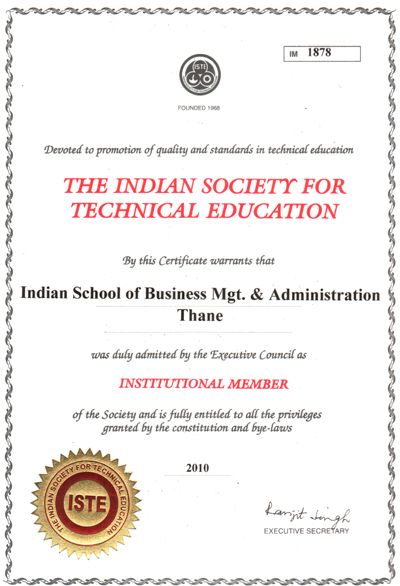 IM 1878
ISTE
FOUNDED 1968
Devoted to promotion of quality and standards in technical education
THE INDIAN SOCIETY FOR
TECHNICAL EDUCATION
By this Certificate warrants that
Indian School of Business Mgt. & Administration
Thane
was duly admitted by the Executive Council as
INSTITUTIONAL MEMBER
of the Society and is fully entitled to all the privileges
granted by the constitution and bye-laws
2010
THE INDIAN SOCIETY FOR TECHNICAL EDUCATION
ISTE
Ranjit Singh
EXECUTIVE SECRETARY